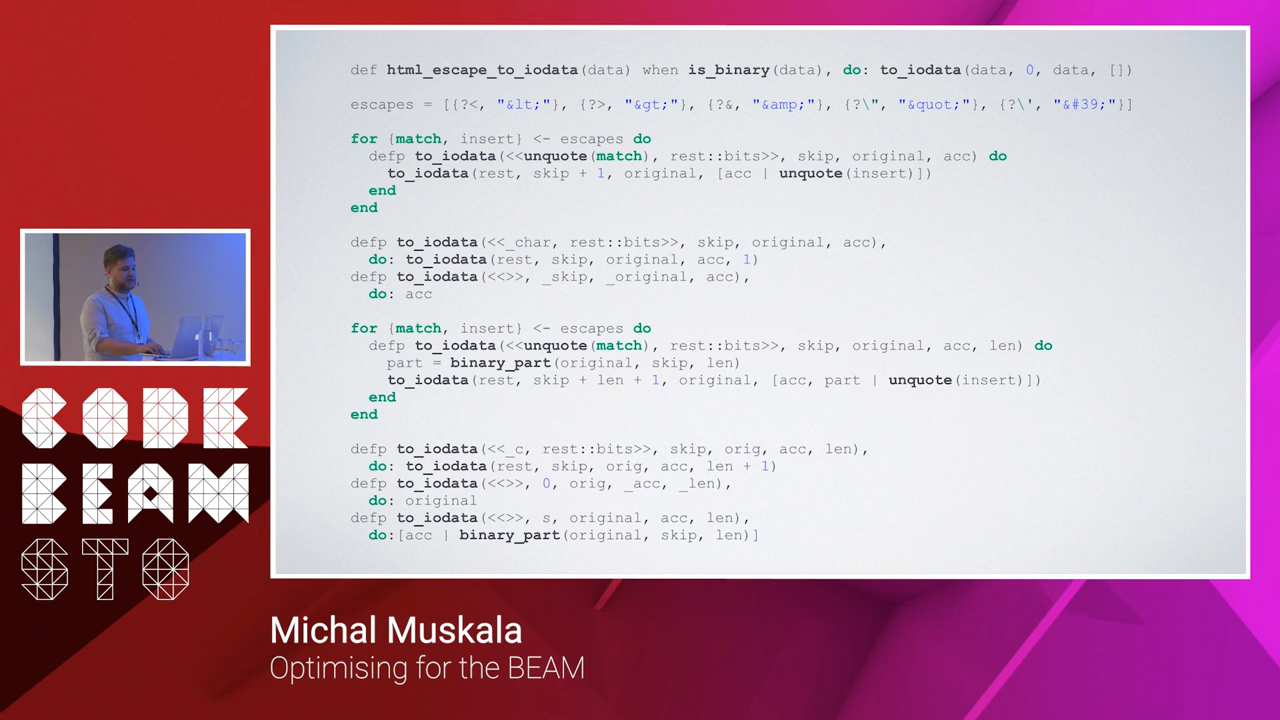 def html_escape_to_iodata(data) when is_binary(data), do: to_iodata(data, 0, data, [])
escapes = [{?<, "&lt;"}, {?>, "&gt;"}, {?&, "&amp;"}, {?\", "&quot;"}, {?\', "&#39;"}]
for {match, insert} <- escapes do
defp to_iodata(<<unquote(match), rest::bits>>, skip, original, acc) do
to_iodata(rest, skip + 1, original, [acc | unquote(insert)])
end
end
defp to_iodata(<<_char, rest::bits>>, skip, original, acc),
do: to_iodata(rest, skip, original, acc, 1)
defp to_iodata(<<>>, _skip, _original, acc),
do: acc
for {match, insert} <- escapes do
defp to_iodata(<<unquote(match), rest::bits>>, skip, original, acc, len) do
part = binary_part(original, skip, len)
to_iodata(rest, skip + len + 1, original, [acc, part | unquote(insert)])
end
end
defp to_iodata(<<_c, rest::bits>>, skip, orig, acc, len),
do: to_iodata(rest, skip, orig, acc, len + 1)
defp to_iodata(<<>>, 0, orig, _acc, _len),
do: original
defp to_iodata(<<>>, s, original, acc, len),
do:[acc | binary_part(original, skip, len)]
CODE
BEAM
STO
Michal Muskala
Optimising for the BEAM